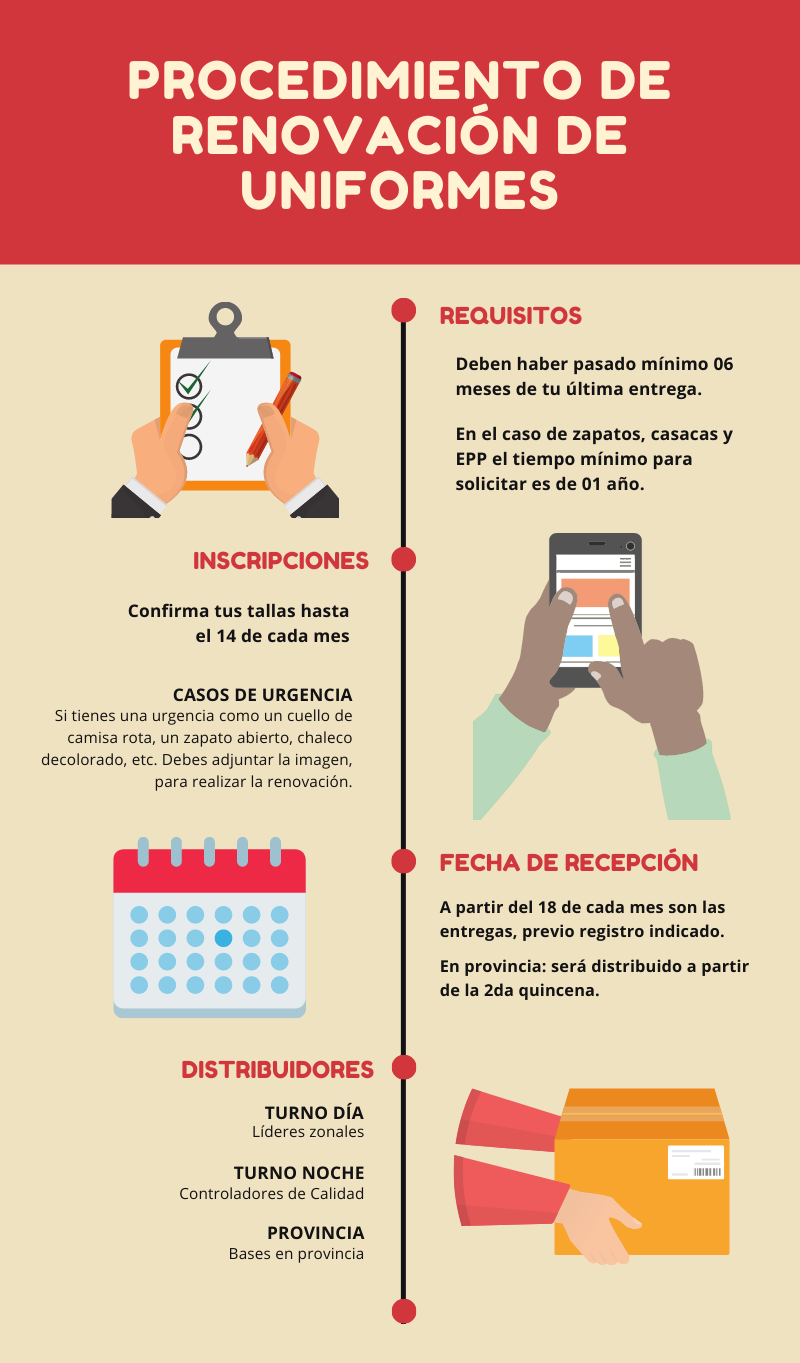 PROCEDIMIENTO DE
RENOVACIÓN DE
UNIFORMES
REQUISITOS
Deben haber pasado mínimo 06
meses de tu última entrega.
En el caso de zapatos, casacas y
EPP el tiempo mínimo para
solicitar es de 01 año.
INSCRIPCIONES
Confirma tus tallas hasta
el 14 de cada mes
CASOS DE URGENCIA
Si tienes una urgencia como un cuello de
camisa rota, un zapato abierto, chaleco
decolorado, etc. Debes adjuntar la imagen,
para realizar la renovación.
FECHA DE RECEPCIÓN
A partir del 18 de cada mes son las
entregas, previo registro indicado.
En provincia: será distribuido a partir
de la 2da quincena.
DISTRIBUIDORES
TURNO DÍA
Líderes zonales
TURNO NOCHE
Controladores de Calidad
PROVINCIA
Bases en provincia